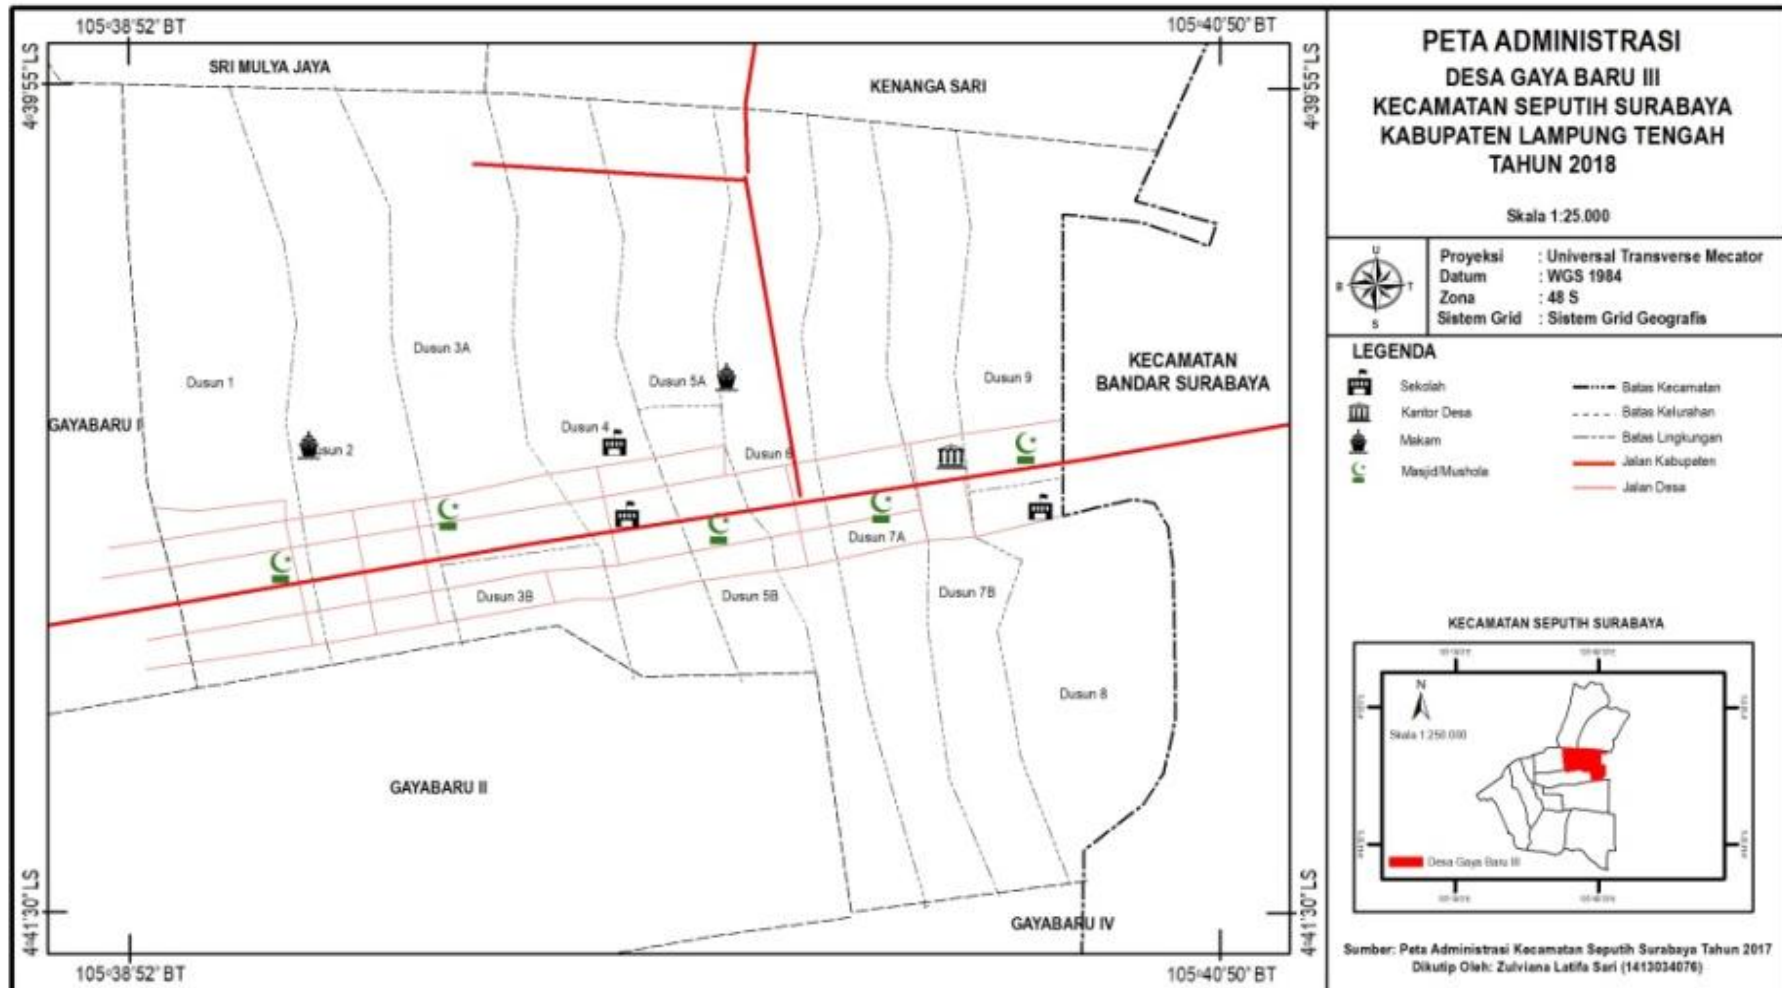 105°38'52" BT
105°40'50" BT
4°39'55" LS
4°39'55" LS
SRI MULYA JAYA
KENANGA SARI
Dusun 3A
Dusun 1
Dusun 5A
Dusun 9
KECAMATAN
BANDAR SURABAYA
GAYABARU I
Dusun 4
Dusun 2
Dusun 6
Dusun 7A
Dusun 3B
Dusun 5B
Dusun 7B
Dusun 8
GAYABARU II
GAYABARU IV
4°41'30" LS
4°41'30" LS
105°38'52" BT
105°40'50" BT
PETA ADMINISTRASI
DESA GAYA BARU III
KECAMATAN SEPUTIH SURABAYA
KABUPATEN LAMPUNG TENGAH
TAHUN 2018
Skala 1:25.000
U
B
T
S
Proyeksi : Universal Transverse Mecator
Datum : WGS 1984
Zona : 48 S
Sistem Grid : Sistem Grid Geografis
LEGENDA
Sekolah
Kantor Desa
Makam
Masjid/Mushola
Batas Kecamatan
Batas Kelurahan
Batas Lingkungan
Jalan Kabupaten
Jalan Desa
KECAMATAN SEPUTIH SURABAYA
N
Skala 1:250.000
Desa Gaya Baru III
Sumber: Peta Administrasi Kecamatan Seputih Surabaya Tahun 2017
Dikutip Oleh: Zulviana Latifa Sari (1413034076)